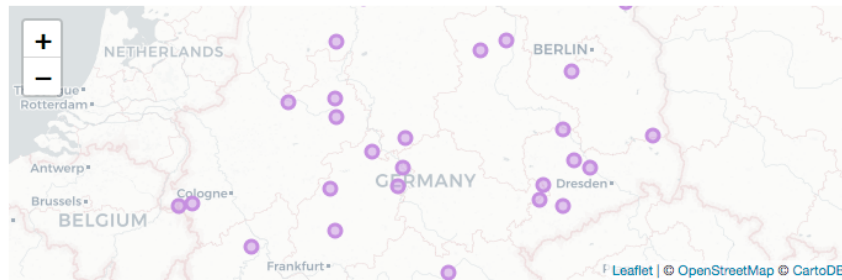 +
−
NETHERLANDS
BERLIN
Rotterdam
Antwerp
Brussels
Cologne
GERMANY
Dresden
BELGIUM
Frankfurt
Leaflet | © OpenStreetMap © CartoDB